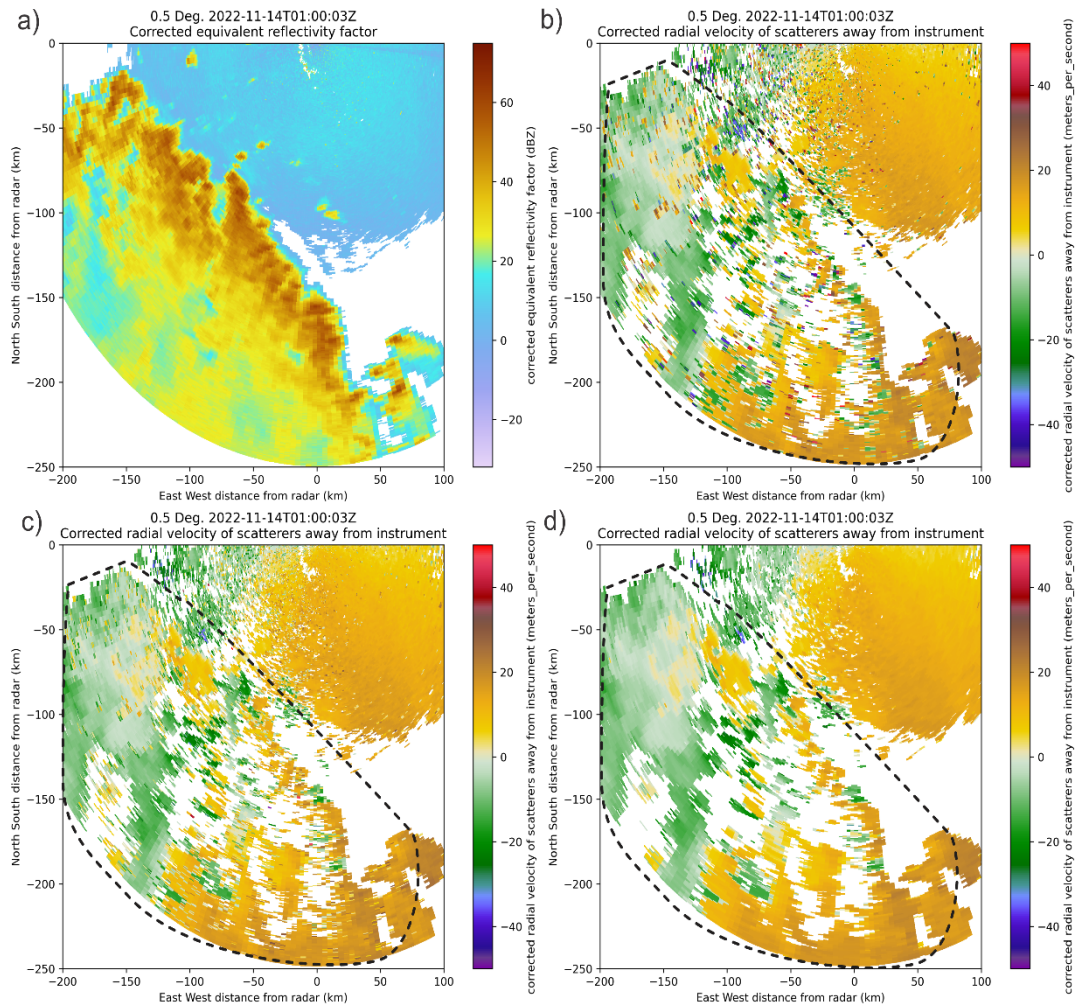 a)
0.5 Deg. 2022-11-14T01:00:03Z
Corrected equivalent reflectivity factor
0
−50
−100
−150
−200
−250
North South distance from radar (km)
−200 −150 −100 −50 0 50 100
East West distance from radar (km)
60
40
20
0
−20
corrected equivalent reflectivity factor (dBZ)
b)
0.5 Deg. 2022-11-14T01:00:03Z
Corrected radial velocity of scatterers away from instrument
0
−50
−100
−150
−200
−250
North South distance from radar (km)
−200 −150 −100 −50 0 50 100
East West distance from radar (km)
40
20
0
−20
−40
corrected radial velocity of scatterers away from instrument (meters_per_second)
c)
0.5 Deg. 2022-11-14T01:00:03Z
Corrected radial velocity of scatterers away from instrument
0
−50
−100
−150
−200
−250
North South distance from radar (km)
−200 −150 −100 −50 0 50 100
East West distance from radar (km)
40
20
0
−20
−40
corrected radial velocity of scatterers away from instrument (meters_per_second)
d)
0.5 Deg. 2022-11-14T01:00:03Z
Corrected radial velocity of scatterers away from instrument
0
−50
−100
−150
−200
−250
North South distance from radar (km)
−200 −150 −100 −50 0 50 100
East West distance from radar (km)
40
20
0
−20
−40
corrected radial velocity of scatterers away from instrument (meters_per_second)